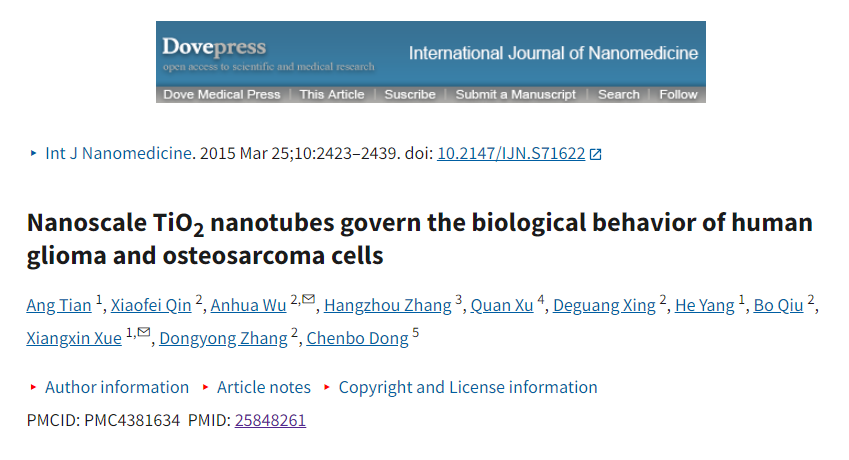 Dovepress
open access to scientific and medical research
International Journal of Nanomedicine
Dove Medical Press | This Article | Suscribe | Submit a Manuscript | Search | Follow
‣ Int J Nanomedicine. 2015 Mar 25;10:2423–2439. doi: 10.2147/IJN.S71622
Nanoscale TiO2 nanotubes govern the biological behavior of human
glioma and osteosarcoma cells
Ang Tian 1, Xiaofei Qin 2, Anhua Wu 2,✉, Hangzhou Zhang 3, Quan Xu 4, Deguang Xing 2, He Yang 1, Bo Qiu 2,
Xiangxin Xue 1,✉, Dongyong Zhang 2, Chenbo Dong 5
‣ Author information ‣ Article notes ‣ Copyright and License information
PMCID: PMC4381634 PMID: 25848261